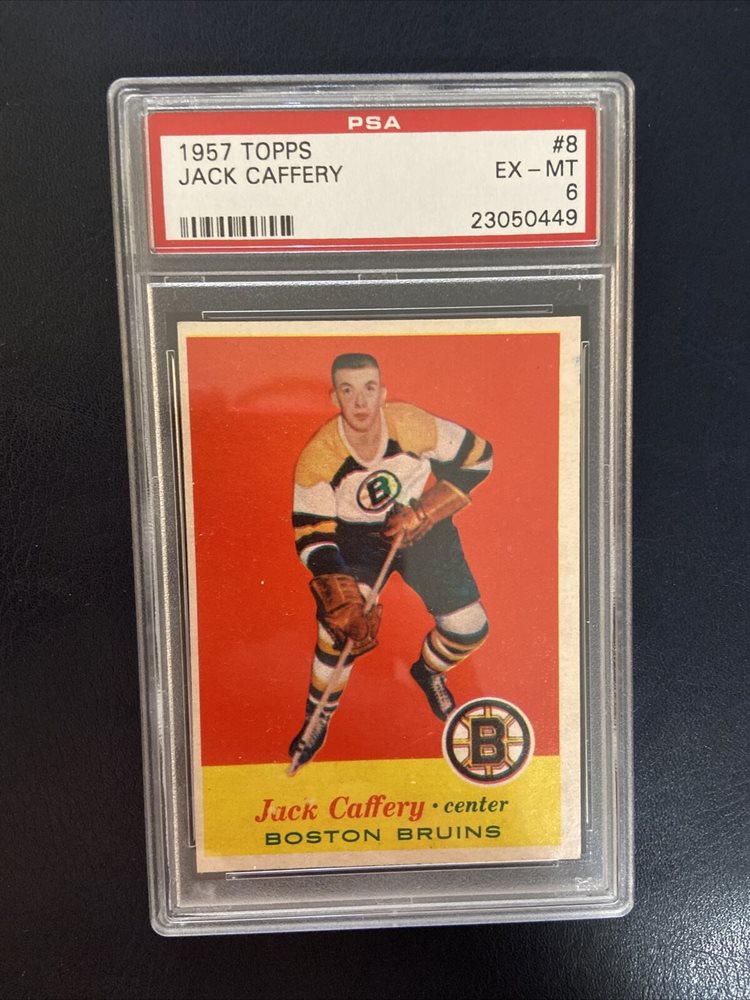 PSA
1957 TOPPS #8
JACK CAFFERY EX - MT
6
23050449
B
B
Jack Caffery • center
BOSTON BRUINS